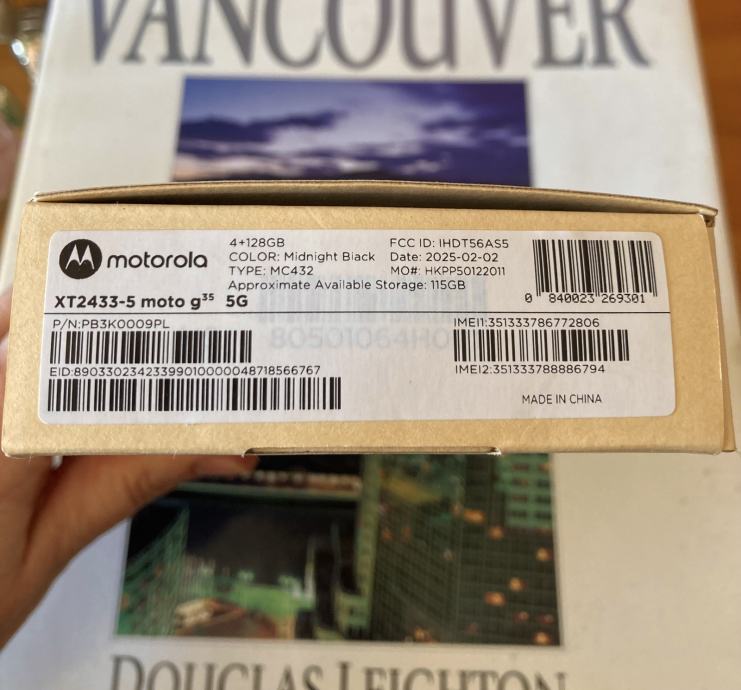 VANCOUVER
motorola
4+128GB
COLOR: Midnight Black
TYPE: MC432
Approximate Available Storage: 115GB
FCC ID: IHDT56AS5
Date: 2025-02-02
MO#: HKPP50122011
0 840023 269301
XT2433-5 moto g³⁵ 5G
P/N:PB3K0009PL
80501064H0
EID:89033023423399010000048718566767
IMEI1:351333786772806
IMEI2:351333788886794
MADE IN CHINA
DOUGLAS LEIGHTON